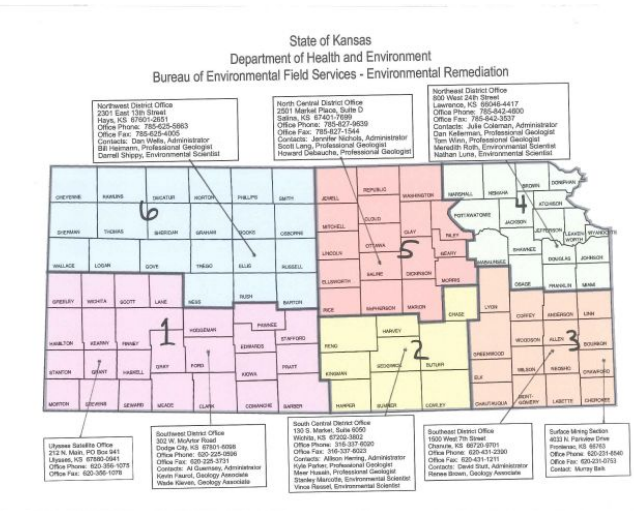 State of Kansas
Department of Health and Environment
Bureau of Environmental Field Services - Environmental Remediation
Northwest District Office
2301 East 13th Street
Hays, KS 67601-2651
Office Phone: 785-625-5663
Office Fax: 785-625-4005
Contacts: Dan Wells, Administrator
Bill Heimann, Professional Geologist
Darrell Shippy, Environmental Scientist
North Central District Office
2501 Market Place, Suite D
Salina, KS 67401-7699
Office Phone: 785-827-9639
Office Fax: 785-827-1544
Contacts: Jennifer Nichols, Administrator
Scott Lang, Professional Geologist
Howard Debauche, Professional Geologist
Northeast District Office
800 West 24th Street
Lawrence, KS 66046-4417
Office Phone: 785-842-4600
Office Fax: 785-842-3537
Contacts: Julie Coleman, Administrator
Dan Kellerman, Professional Geologist
Tom Winn, Professional Geologist
Meredith Roth, Environmental Scientist
Nathan Luna, Environmental Scientist
CHEYENNE RAWLINS DECATUR NORTON PHILLIPS SMITH JEWELL REPUBLIC WASHINGTON MARSHALL NEMAHA BROWN DONIPHAN
6 4
SHERMAN THOMAS SHERIDAN GRAHAM ROOKS OSBORNE MITCHELL CLOUD CLAY RILEY POTTAWATOMIE JACKSON ATCHISON
JEFFERSON LEAVENWORTH WYANDOTTE
WALLACE LOGAN GOVE TREGO ELLIS RUSSELL LINCOLN OTTAWA 5 GEARY WABAUNSEE SHAWNEE DOUGLAS JOHNSON
ELLSWORTH SALINE DICKINSON MORRIS OSAGE FRANKLIN MIAMI
GREELEY WICHITA SCOTT LANE NESS RUSH BARTON RICE MCPHERSON MARION CHASE LYON COFFEY ANDERSON LINN
1 2 3
HAMILTON KEARNY FINNEY HODGEMAN PAWNEE EDWARDS STAFFORD RENO HARVEY GREENWOOD WOODSON ALLEN BOURBON
STANTON GRANT HASKELL GRAY FORD KIOWA PRATT KINGMAN SEDGWICK BUTLER ELK WILSON NEOSHO CRAWFORD
MORTON STEVENS SEWARD MEADE CLARK COMANCHE BARBER HARPER SUMNER COWLEY CHAUTAUQUA MONTGOMERY LABETTE CHEROKEE
Ulysses Satellite Office
212 N. Main, PO Box 941
Ulysses, KS 67880-0941
Office Phone: 620-356-1075
Office Fax: 620-356-1078
Southwest District Office
302 W. McArtor Road
Dodge City, KS 67801-6098
Office Phone: 620-225-0596
Office Fax: 620-225-3731
Contacts: Al Guernsey, Administrator
Kevin Faurot, Geology Associate
Wade Kleven, Geology Associate
South Central District Office
130 S. Market, Suite 6050
Wichita, KS 67202-3802
Office Phone: 316-337-6020
Office Fax: 316-337-6023
Contacts: Allison Herring, Administrator
Kyle Parker, Professional Geologist
Meer Husain, Professional Geologist
Stanley Marcotte, Environmental Scientist
Vince Ressel, Environmental Scientist
Southeast District Office
1500 West 7th Street
Chanute, KS 66720-9701
Office Phone: 620-431-2390
Office Fax: 620-431-1211
Contacts: David Stutt, Administrator
Renee Brown, Geology Associate
Surface Mining Section
4033 N. Parkview Drive
Frontenac, KS 66763
Office Phone: 620-231-8540
Office Fax: 620-231-0753
Contact: Murray Balk